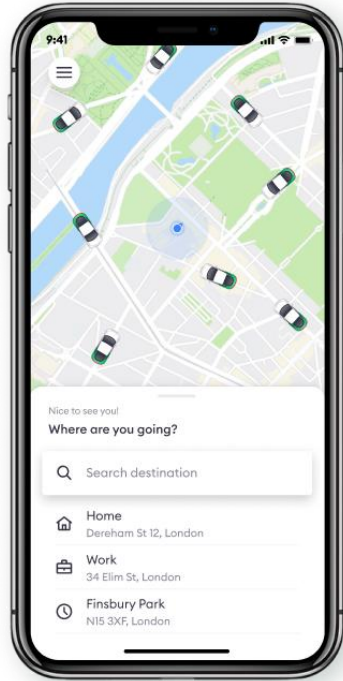 9:41
Nice to see you!
Where are you going?
Search destination
Home
Dereham St 12, London
Work
34 Elim St, London
Finsbury Park
N15 3XF, London